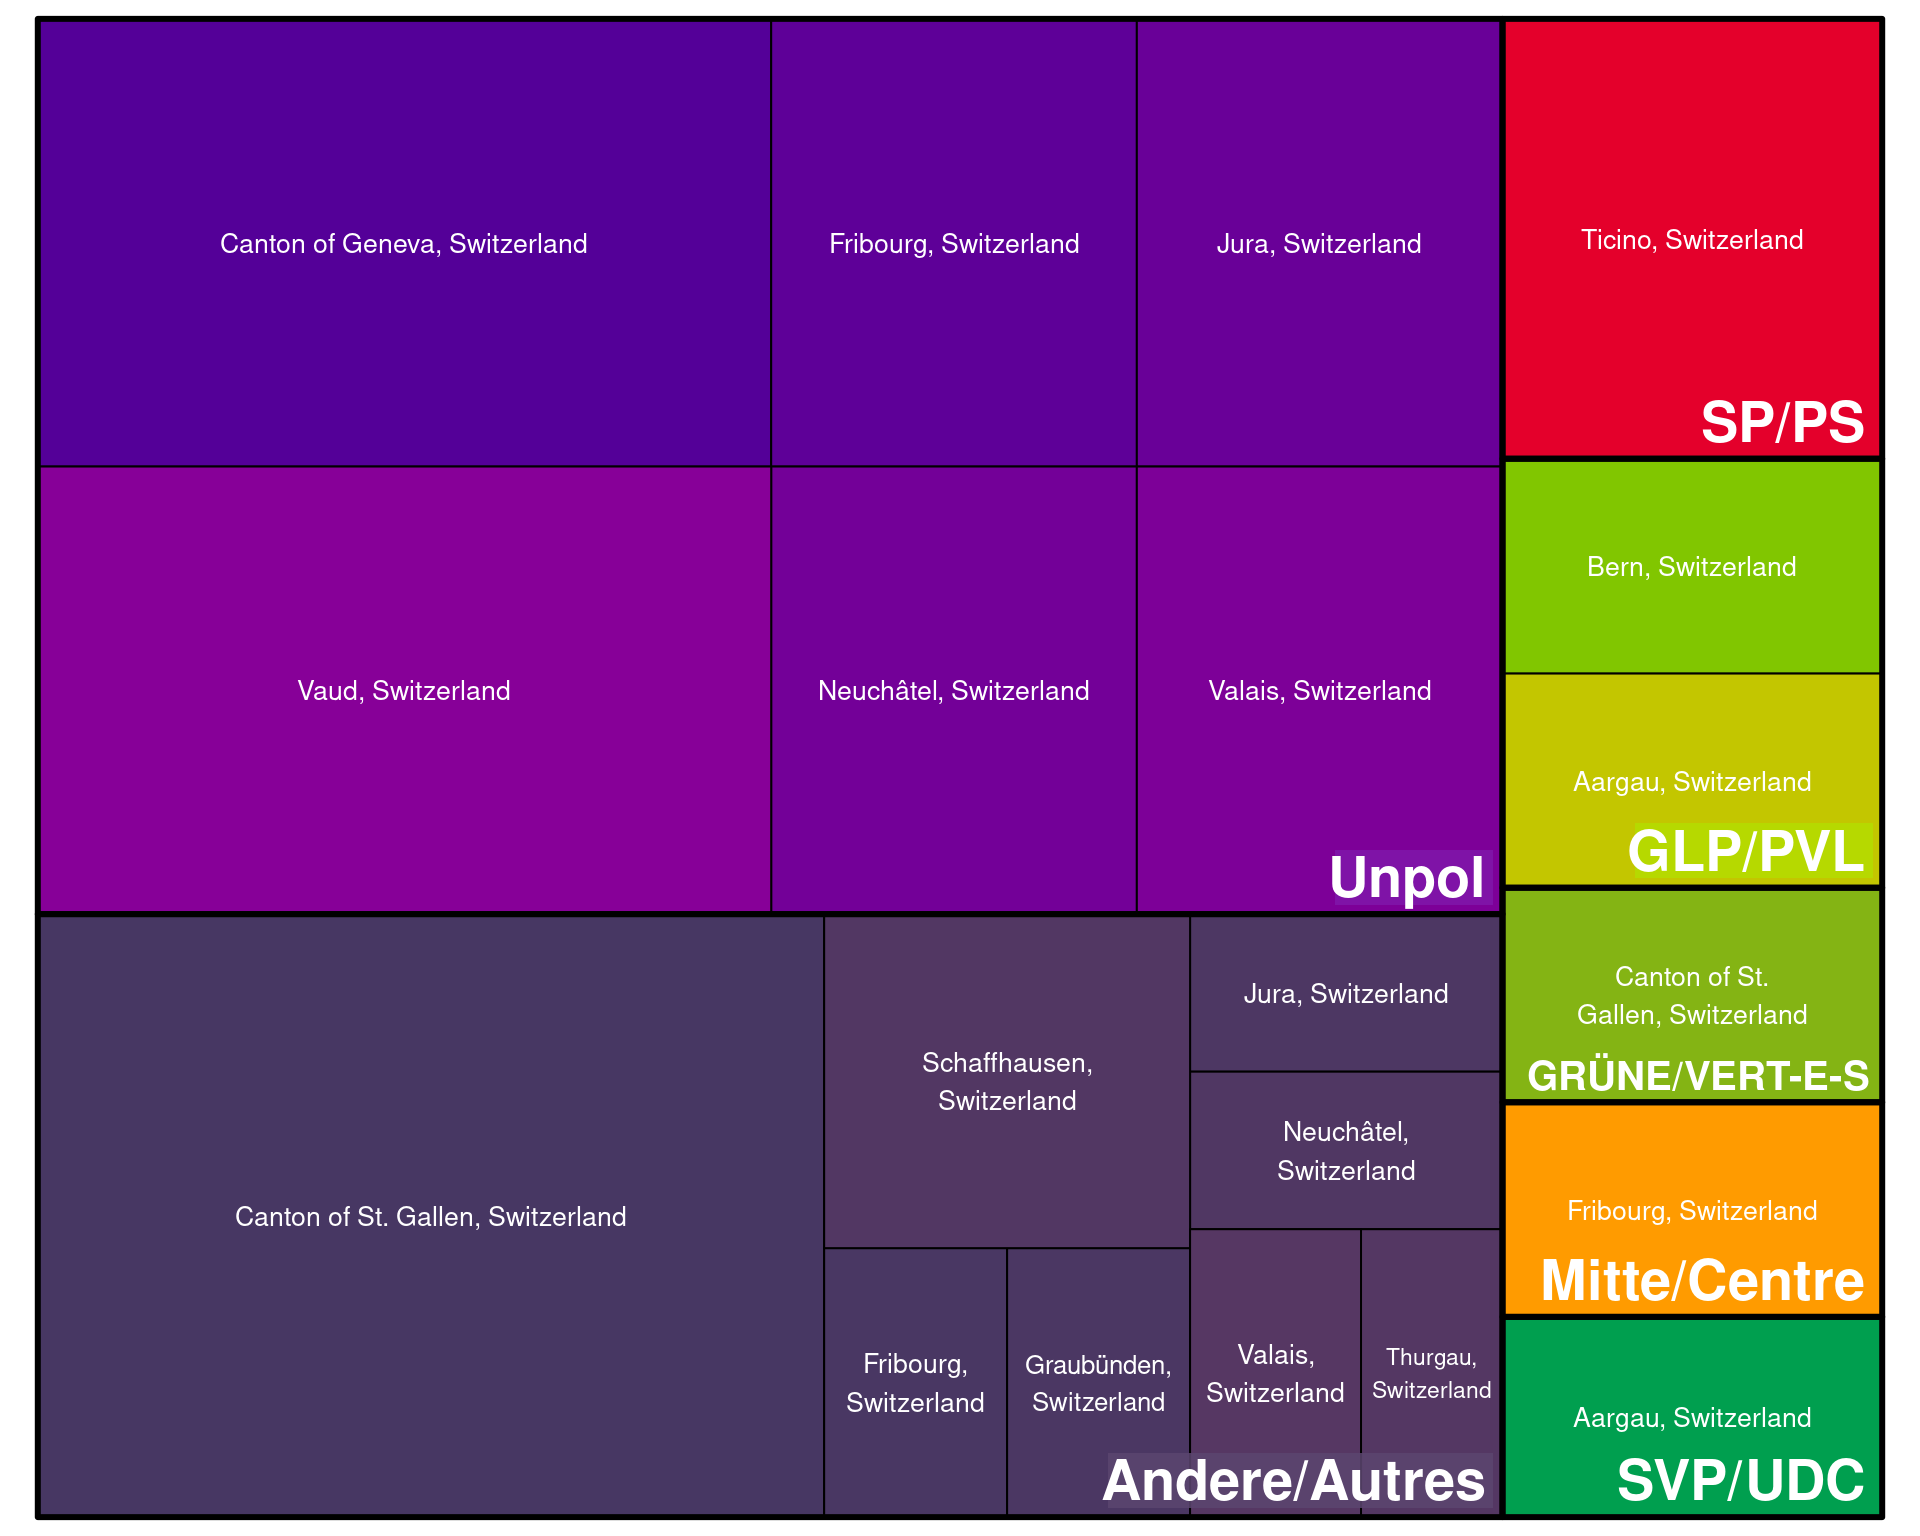 Canton of Geneva, Switzerland
Fribourg, Switzerland
Jura, Switzerland
Ticino, Switzerland
SP/PS
Vaud, Switzerland
Neuchâtel, Switzerland
Valais, Switzerland
Unpol
Bern, Switzerland
Aargau, Switzerland
GLP/PVL
Canton of St. Gallen, Switzerland
Schaffhausen,
Switzerland
Jura, Switzerland
Neuchâtel,
Switzerland
Fribourg,
Switzerland
Graubünden,
Switzerland
Valais,
Switzerland
Thurgau,
Switzerland
Andere/Autres
Canton of St.
Gallen, Switzerland
GRÜNE/VERT-E-S
Fribourg, Switzerland
Mitte/Centre
Aargau, Switzerland
SVP/UDC